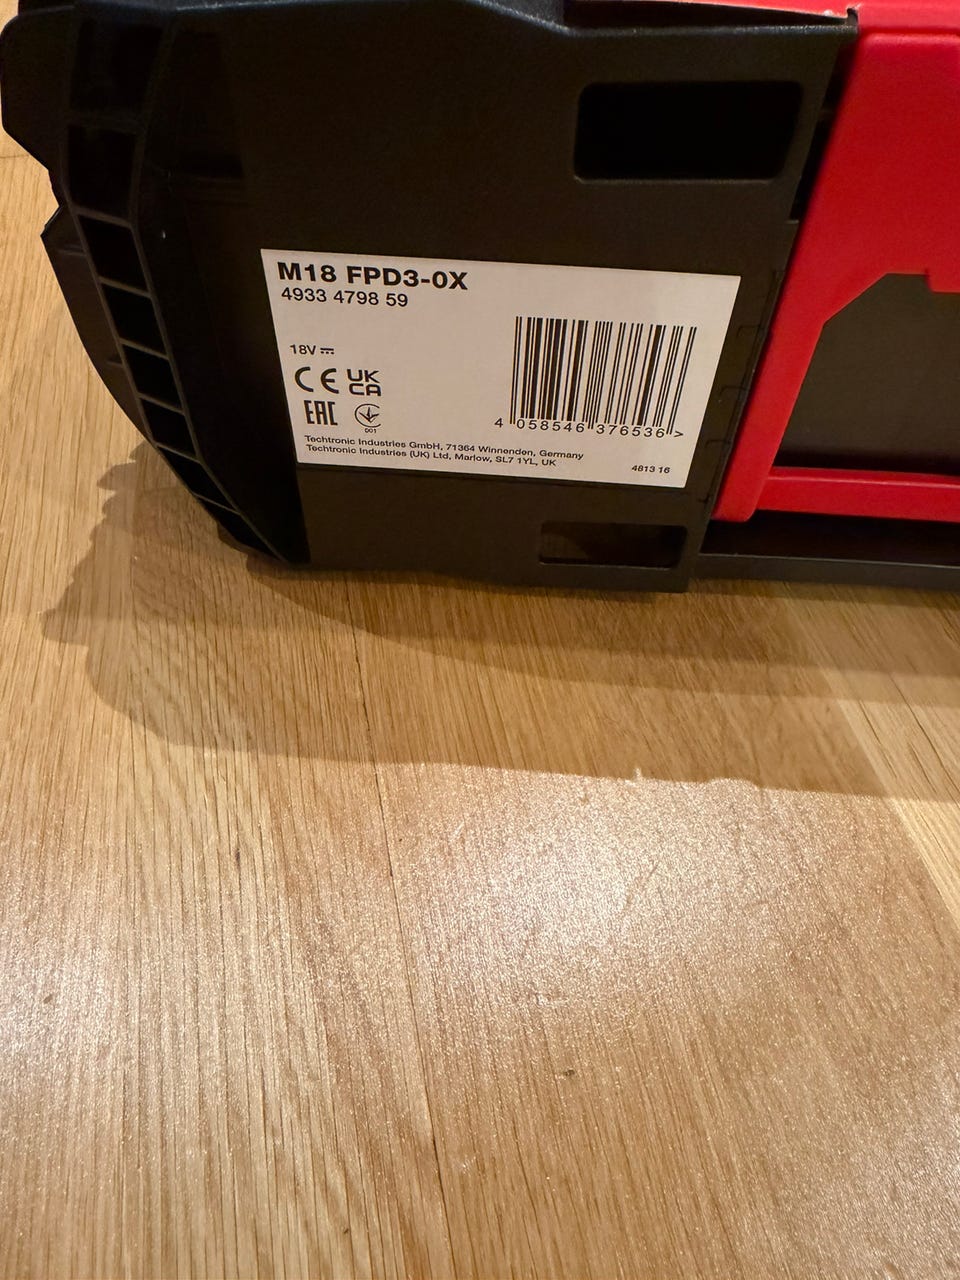 M18 FPD3-0X
4933 4798 59
18V
CE UK
CA
EAC
001
4 058546 376536 >
Techtronic Industries GmbH, 71364 Winnenden, Germany
Techtronic Industries (UK) Ltd, Marlow, SL7 1YL, UK
4813 16